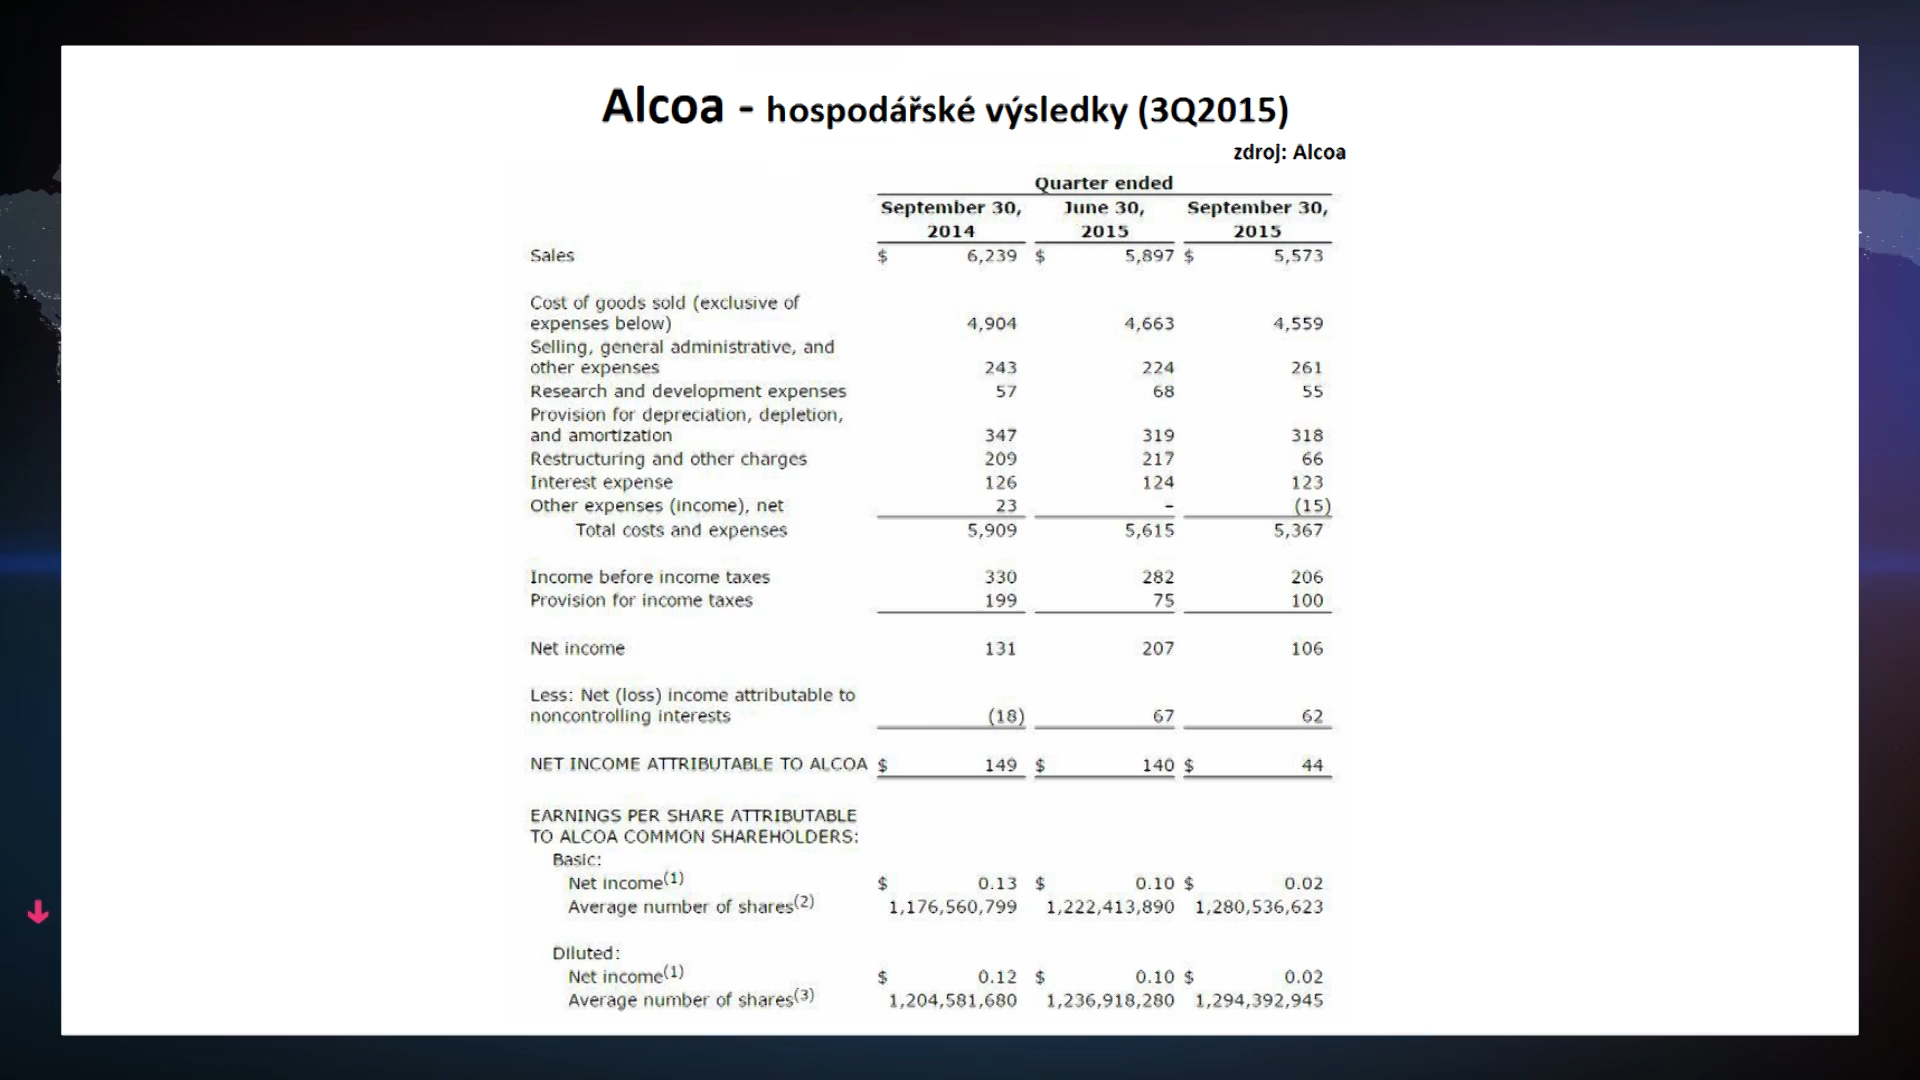 Alcoa - hospodářské výsledky (3Q2015)
zdroj: Alcoa
Quarter ended
September 30, June 30, September 30,
2014 2015 2015
Sales $ 6,239 $ 5,897 $ 5,573
Cost of goods sold (exclusive of
expenses below) 4,904 4,663 4,559
Selling, general administrative, and
other expenses 243 224 261
Research and development expenses 57 68 55
Provision for depreciation, depletion,
and amortization 347 319 318
Restructuring and other charges 209 217 66
Interest expense 126 124 123
Other expenses (income), net 23 – (15)
Total costs and expenses 5,909 5,615 5,367
Income before income taxes 330 282 206
Provision for income taxes 199 75 100
Net income 131 207 106
Less: Net (loss) income attributable to
noncontrolling interests (18) 67 62
NET INCOME ATTRIBUTABLE TO ALCOA $ 149 $ 140 $ 44
EARNINGS PER SHARE ATTRIBUTABLE
TO ALCOA COMMON SHAREHOLDERS:
Basic:
Net income(1) $ 0.13 $ 0.10 $ 0.02
Average number of shares(2) 1,176,560,799 1,222,413,890 1,280,536,623
Diluted:
Net income(1) $ 0.12 $ 0.10 $ 0.02
Average number of shares(3) 1,204,581,680 1,236,918,280 1,294,392,945